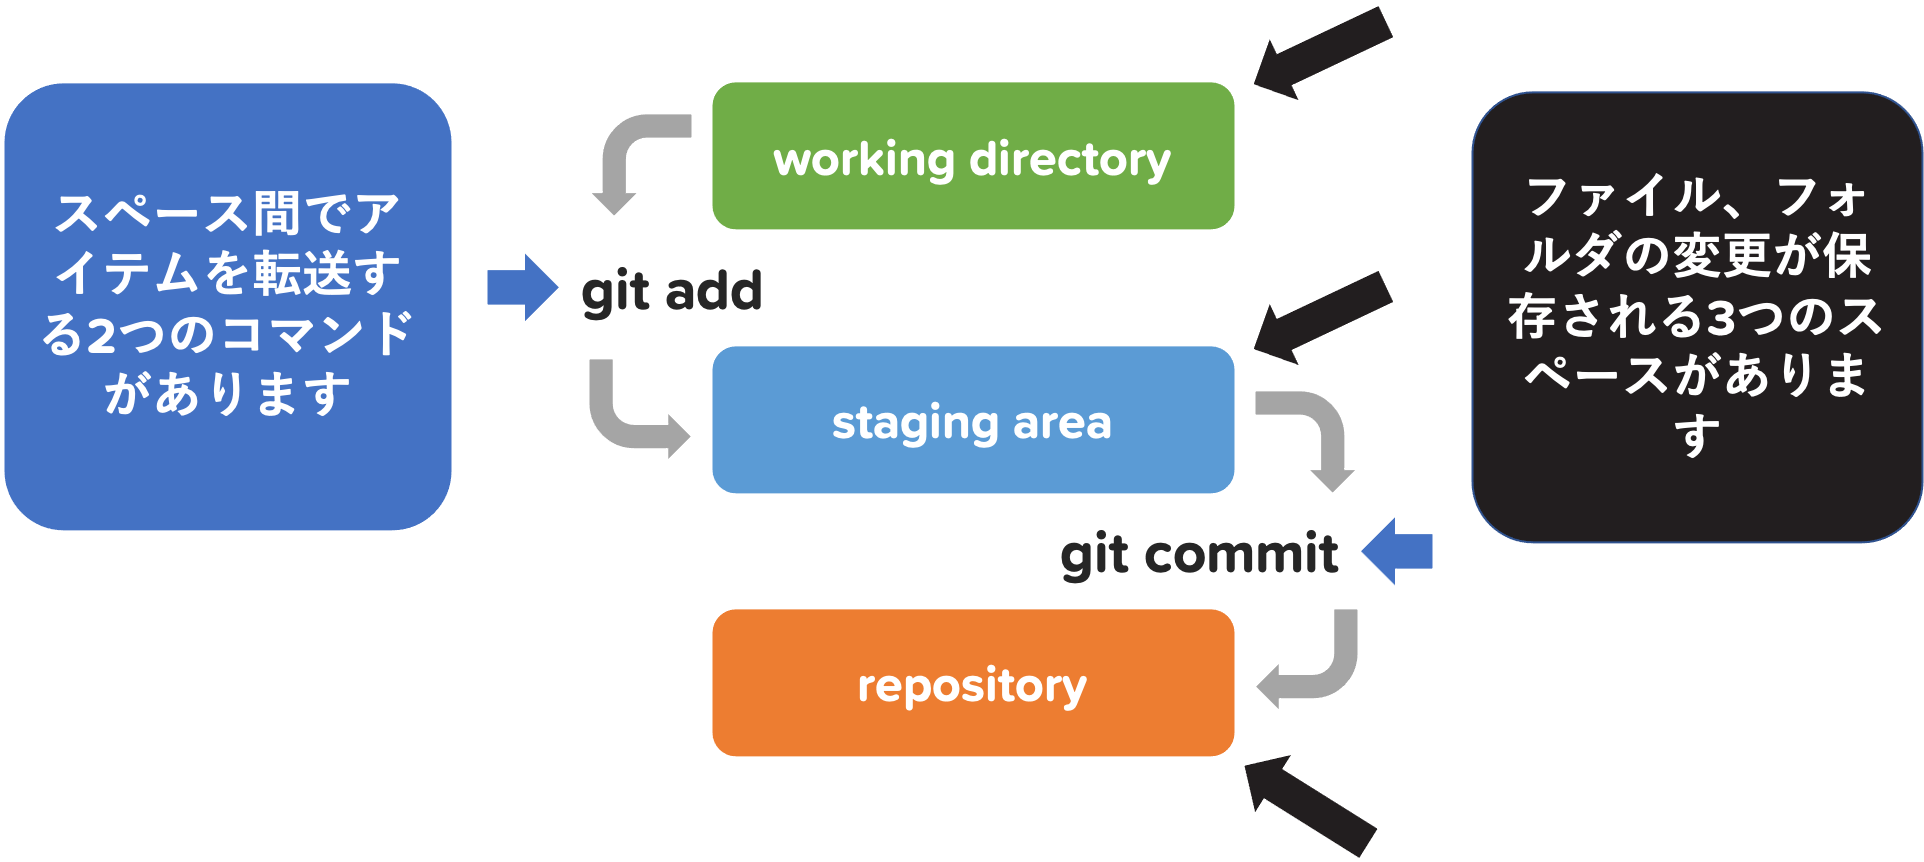 スペース間でア
イテムを転送す
る2つのコマンド
があります
working directory
git add
staging area
git commit
repository
ファイル、フォ
ルダの変更が保
存される3つのス
ペースがありま
す